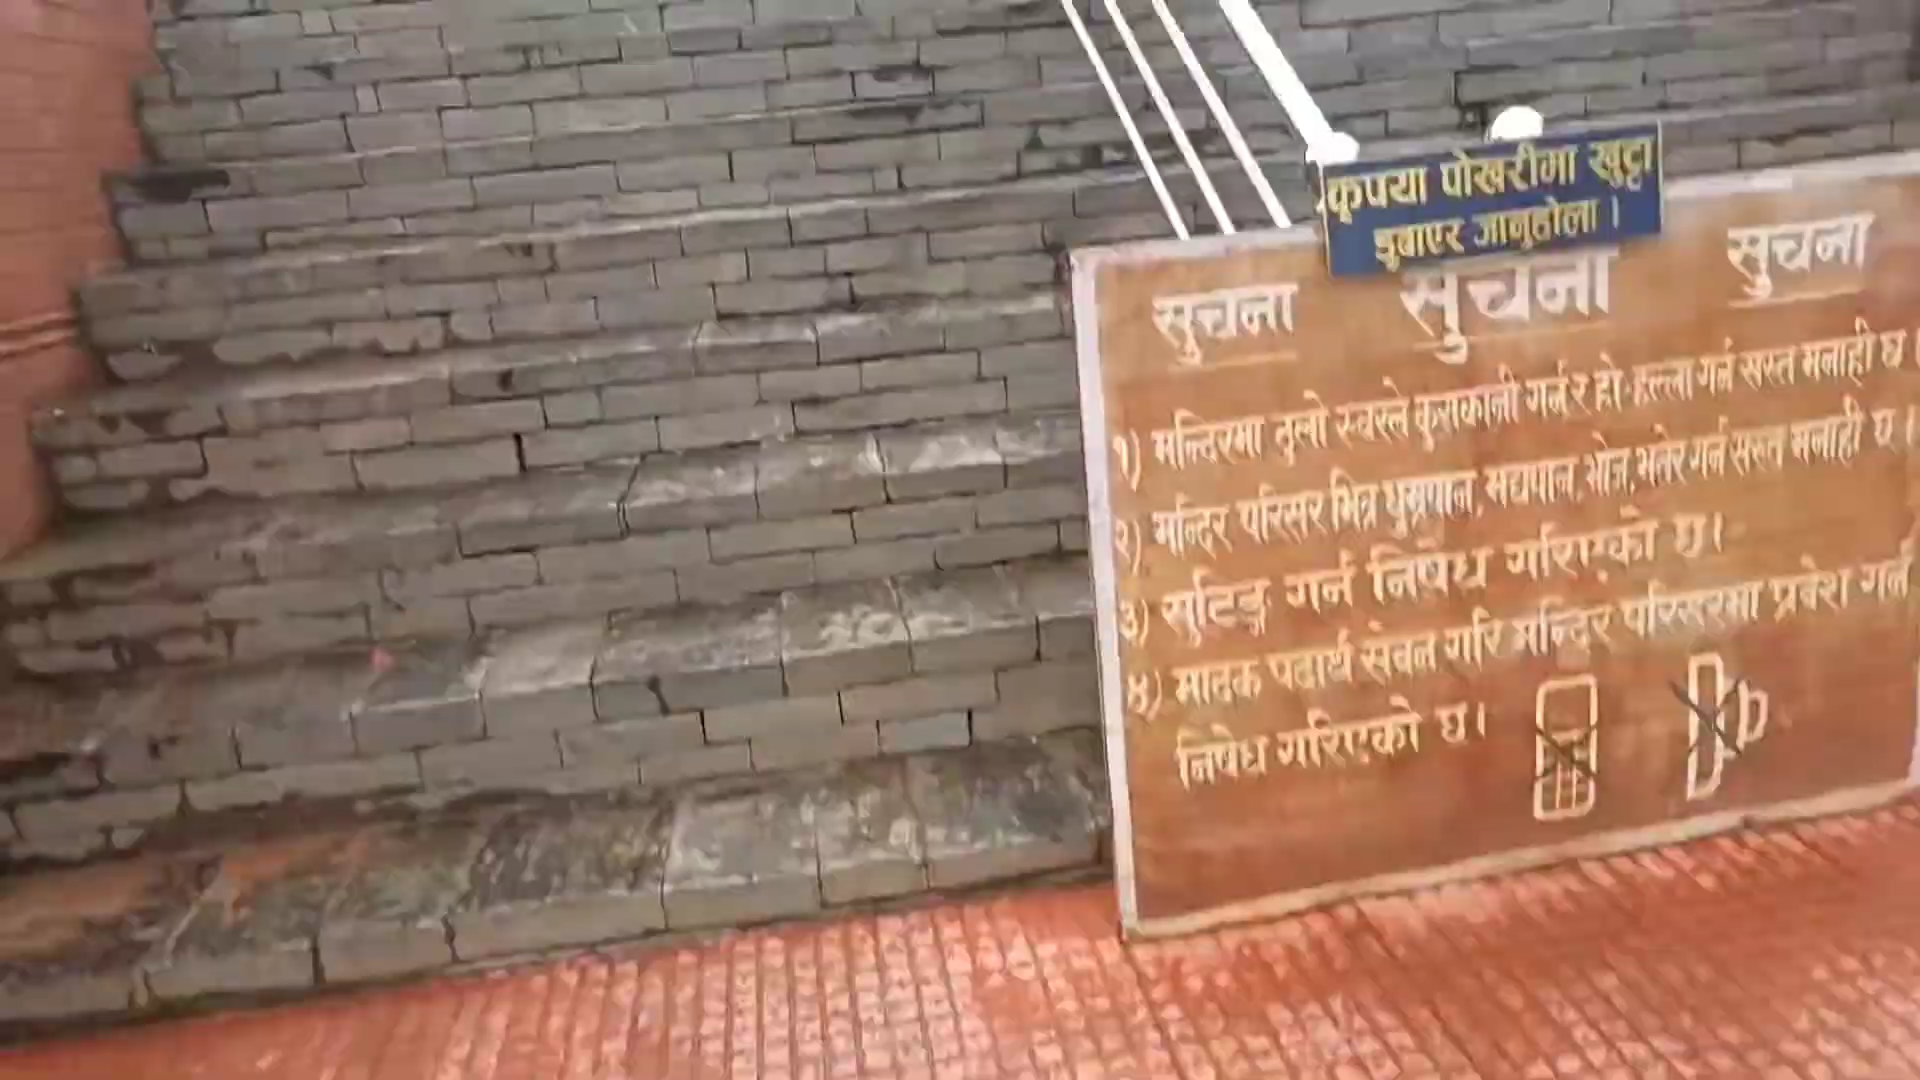 कृपया पोखरीमा खुट्टा
डुबाएर जानुहोला ।
सुचना सुचना सुचना
१) मन्दिरमा ठुलो स्वरले कुराकानी गर्न र हो-हल्ला गर्न सख्त मनाही छ ।
२) मन्दिर परिसर भित्र धुम्रपान, मद्यपान, भोज, भतेर गर्न सख्त मनाही छ ।
३) सुटिङ्ग गर्न निषेध गरिएको छ।
४) मादक पदार्थ सेवन गरि मन्दिर परिसरमा प्रवेश गर्न
निषेध गरिएको छ।